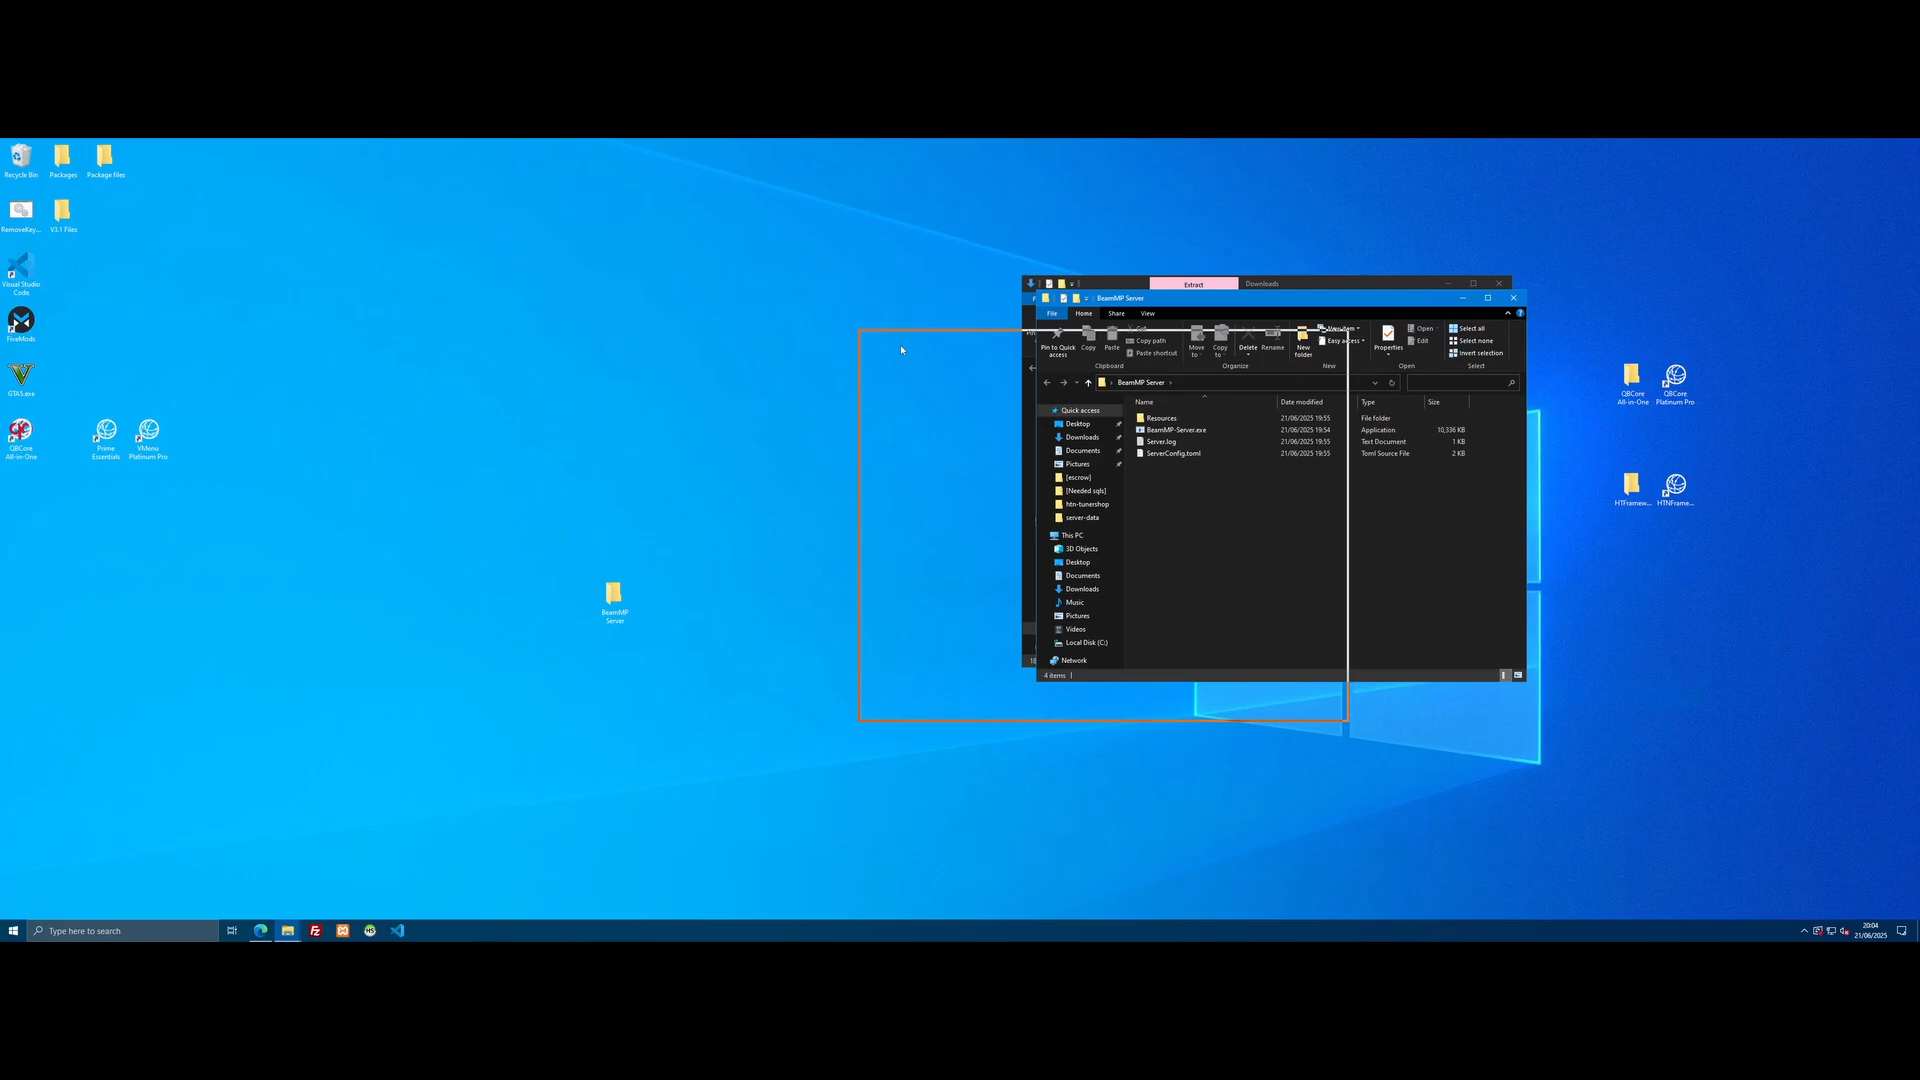 Recycle Bin
Packages
Package files
RemoveKey...
V3.1 Files
Visual Studio
Code
FiveMods
GTA5.exe
QBCore
All-in-One
Prime
Essentials
VMenu
Platinum Pro
BeamMP
Server
Extract
Downloads
BeamMP Server
File
Home
Share
View
Pin to Quick
access
Copy
Paste
Cut
Copy path
Paste shortcut
Clipboard
Move
to
Copy
to
Delete
Rename
Organize
New
folder
New item
Easy access
New
Properties
Open
Edit
Open
Select all
Select none
Invert selection
Select
BeamMP Server
Name
Date modified
Type
Size
Resources
21/06/2025 19:55
File folder
BeamMP-Server.exe
21/06/2025 19:54
Application
10,336 KB
Server.log
21/06/2025 19:55
Text Document
1 KB
ServerConfig.toml
21/06/2025 19:55
Toml Source File
2 KB
Quick access
Desktop
Downloads
Documents
Pictures
[escrow]
[Needed sqls]
htn-tunershop
server-data
This PC
3D Objects
Desktop
Documents
Downloads
Music
Pictures
Videos
Local Disk (C:)
Network
4 items
QBCore
All-in-One
QBCore
Platinum Pro
HTFramew...
HTNFrame...
Type here to search
20:04
21/06/2025